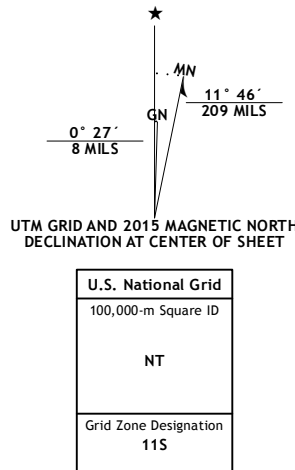 ★
MN
GN
11° 46´
209 MILS
0° 27´
8 MILS
UTM GRID AND 2015 MAGNETIC NORTH
DECLINATION AT CENTER OF SHEET
U.S. National Grid
100,000-m Square ID
NT
Grid Zone Designation
11S